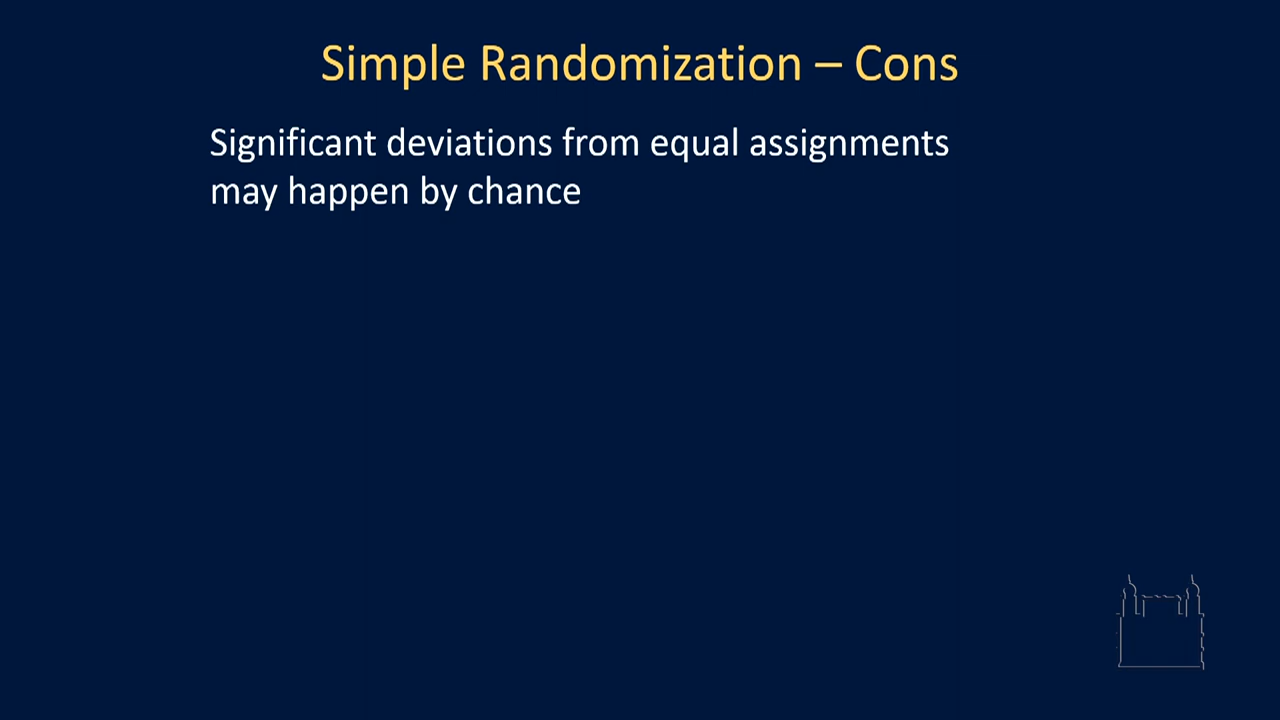 Simple Randomization – Cons
Significant deviations from equal assignments
may happen by chance